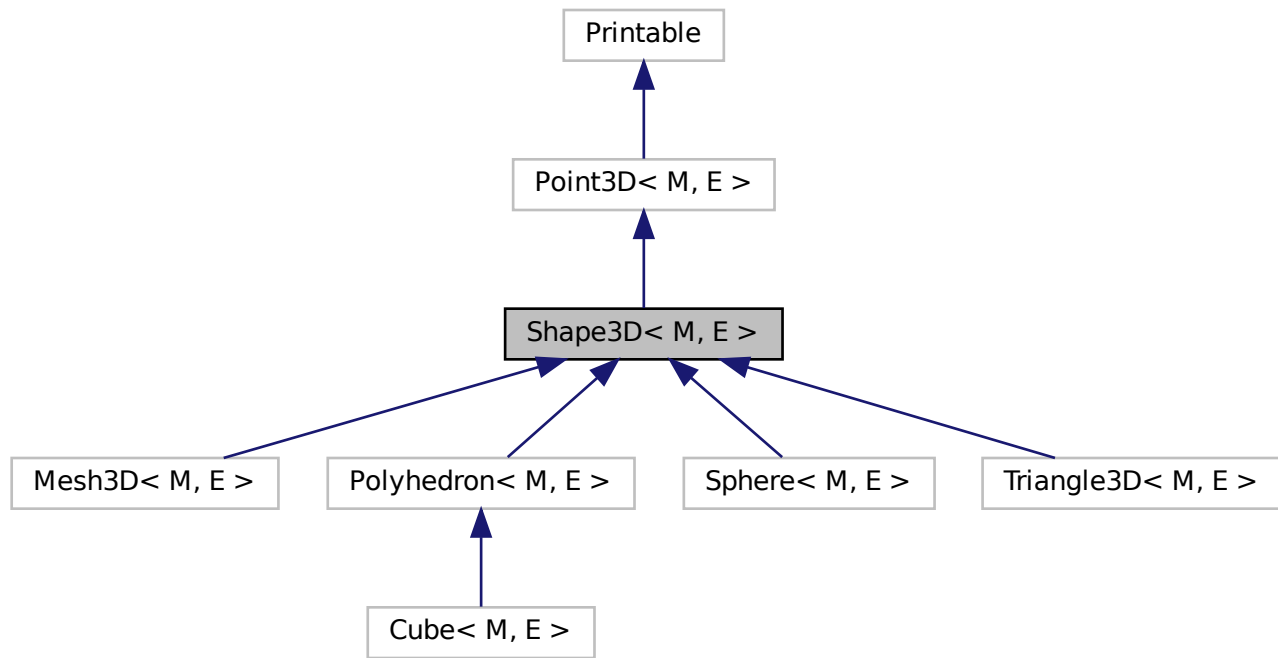 Printable
Point3D< M, E >
Shape3D< M, E >
Mesh3D< M, E >
Polyhedron< M, E >
Sphere< M, E >
Triangle3D< M, E >
Cube< M, E >